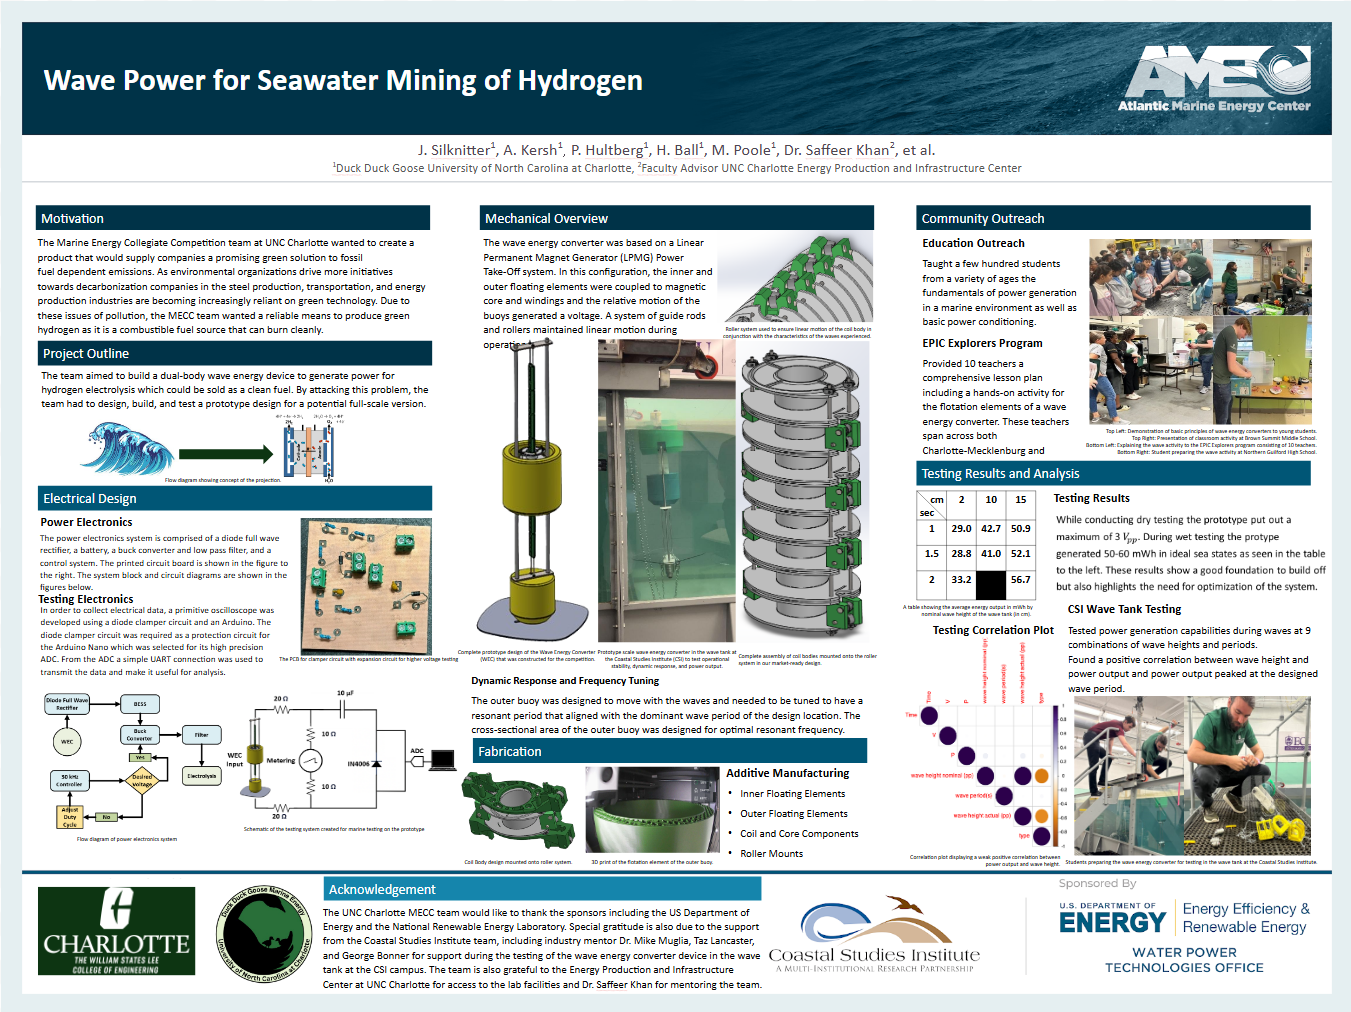 Wave Power for Seawater Mining of Hydrogen
AMEC
Atlantic Marine Energy Center
J. Silknitter1, A. Kersh1, P. Hultberg1, H. Ball1, M. Poole1, Dr. Saffeer Khan2, et al.
1Duck Duck Goose University of North Carolina at Charlotte, 2Faculty Advisor UNC Charlotte Energy Production and Infrastructure Center
Motivation
The Marine Energy Collegiate Competition team at UNC Charlotte wanted to create a
product that would supply companies a promising green solution to fossil
fuel dependent emissions. As environmental organizations drive more initiatives
towards decarbonization companies in the steel production, transportation, and energy
production industries are becoming increasingly reliant on green technology. Due to
these issues of pollution, the MECC team wanted a reliable means to produce green
hydrogen as it is a combustible fuel source that can burn cleanly.
Project Outline
The team aimed to build a dual-body wave energy device to generate power for
hydrogen electrolysis which could be sold as a clean fuel. By attacking this problem, the
team had to design, build, and test a prototype design for a potential full-scale version.
Flow diagram showing concept of the projection.
Electrical Design
Power Electronics
The power electronics system is comprised of a diode full wave
rectifier, a battery, a buck converter and low pass filter, and a
control system. The printed circuit board is shown in the figure to
the right. The system block and circuit diagrams are shown in the
figures below.
Testing Electronics
In order to collect electrical data, a primitive oscilloscope was
developed using a diode clamper circuit and an Arduino. The
diode clamper circuit was required as a protection circuit for
the Arduino Nano which was selected for its high precision
ADC. From the ADC a simple UART connection was used to
transmit the data and make it useful for analysis.
The PCB for clamper circuit with expansion circuit for higher voltage testing
Diode Full Wave
Rectifier
BESS
WEC
Buck
Converter
Filter
Yes
30 kHz
Controller
Desired
Voltage
Electrolysis
Adjust
Duty
Cycle
No
Flow diagram of power electronics system
20 Ω
10 µF
10 Ω
WEC
Input
Metering
IN4006
ADC
10 Ω
20 Ω
Schematic of the testing system created for marine testing on the prototype
Mechanical Overview
The wave energy converter was based on a Linear
Permanent Magnet Generator (LPMG) Power
Take-Off system. In this configuration, the inner and
outer floating elements were coupled to magnetic
core and windings and the relative motion of the
buoys generated a voltage. A system of guide rods
and rollers maintained linear motion during
Roller system used to ensure linear motion of the coil body in
conjunction with the characteristics of the waves experienced.
Complete prototype design of the Wave Energy Converter
(WEC) that was constructed for the competition.
Prototype scale wave energy converter in the wave tank at
the Coastal Studies Institute (CSI) to test operational
stability, dynamic response, and power output.
Complete assembly of coil bodies mounted onto the roller
system in our market-ready design.
Dynamic Response and Frequency Tuning
The outer buoy was designed to move with the waves and needed to be tuned to have a
resonant period that aligned with the dominant wave period of the design location. The
cross-sectional area of the outer buoy was designed for optimal resonant frequency.
Fabrication
Coil Body design mounted onto roller system.
3D print of the flotation element of the outer buoy.
Additive Manufacturing
• Inner Floating Elements
• Outer Floating Elements
• Coil and Core Components
• Roller Mounts
Community Outreach
Education Outreach
Taught a few hundred students
from a variety of ages the
fundamentals of power generation
in a marine environment as well as
basic power conditioning.
EPIC Explorers Program
Provided 10 teachers a
comprehensive lesson plan
including a hands-on activity for
the flotation elements of a wave
energy converter. These teachers
span across both
Charlotte-Mecklenburg and
Top Left: Demonstration of basic principles of wave energy converters to young students.
Top Right: Presentation of classroom activity at Brown Summit Middle School.
Bottom Left: Explaining the wave activity to the EPIC Explorers program consisting of 10 teachers.
Bottom Right: Student preparing the wave activity at Northern Guilford High School.
Testing Results and Analysis
cm 2 10 15
sec
1 29.0 42.7 50.9
1.5 28.8 41.0 52.1
2 33.2 56.7
A table showing the average energy output in mWh by
nominal wave height of the wave tank (in cm).
Testing Results
While conducting dry testing the prototype put out a
maximum of 3 Vpp. During wet testing the protype
generated 50-60 mWh in ideal sea states as seen in the table
to the left. These results show a good foundation to build off
but also highlights the need for optimization of the system.
CSI Wave Tank Testing
Tested power generation capabilities during waves at 9
combinations of wave heights and periods.
Found a positive correlation between wave height and
power output and power output peaked at the designed
wave period.
Testing Correlation Plot
Time
V
P
wave height nominal (pp)
wave period(s)
wave height actual (pp)
type
Time
V
P
wave height nominal (pp)
wave period(s)
wave height actual (pp)
type
Correlation plot displaying a weak positive correlation between
power output and wave height.
Students preparing the wave energy converter for testing in the wave tank at the Coastal Studies Institute.
CHARLOTTE
THE WILLIAM STATES LEE
COLLEGE OF ENGINEERING
Duck Duck Goose Marine Energy
University of North Carolina at Charlotte
Acknowledgement
The UNC Charlotte MECC team would like to thank the sponsors including the US Department of
Energy and the National Renewable Energy Laboratory. Special gratitude is also due to the support
from the Coastal Studies Institute team, including industry mentor Dr. Mike Muglia, Taz Lancaster,
and George Bonner for support during the testing of the wave energy converter device in the wave
tank at the CSI campus. The team is also grateful to the Energy Production and Infrastructure
Center at UNC Charlotte for access to the lab facilities and Dr. Saffeer Khan for mentoring the team.
Coastal Studies Institute
A MULTI-INSTITUTIONAL RESEARCH PARTNERSHIP
Sponsored By
U.S. DEPARTMENT OF
ENERGY
Energy Efficiency &
Renewable Energy
WATER POWER
TECHNOLOGIES OFFICE